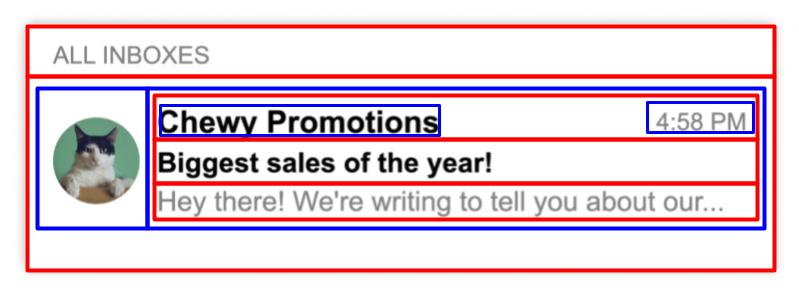 ALL INBOXES
Chewy Promotions 4:58 PM
Biggest sales of the year!
Hey there! We're writing to tell you about our...